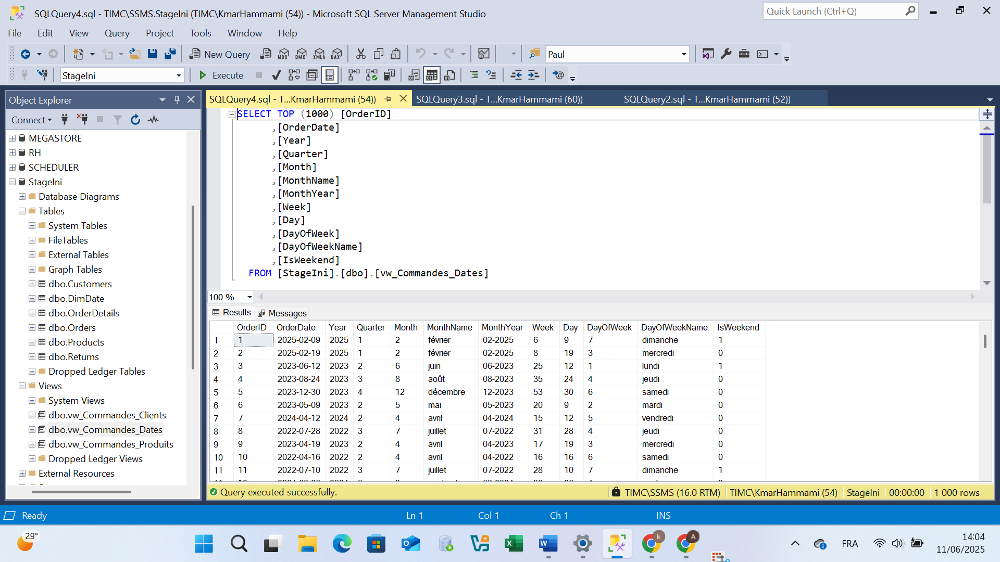 SQLQuery4.sql - TIMC\SSMS.StageIni (TIMC\KmarHammami (54)) - Microsoft SQL Server Management Studio
Quick Launch (Ctrl+Q)
File Edit View Query Project Tools Window Help
New Query MDX DMX XMLA DAX Paul
StageIni Execute
Object Explorer
Connect
MEGASTORE
RH
SCHEDULER
StageIni
Database Diagrams
Tables
System Tables
FileTables
External Tables
Graph Tables
dbo.Customers
dbo.DimDate
dbo.OrderDetails
dbo.Orders
dbo.Products
dbo.Returns
Dropped Ledger Tables
Views
System Views
dbo.vw_Commandes_Clients
dbo.vw_Commandes_Dates
dbo.vw_Commandes_Produits
Dropped Ledger Views
External Resources
SQLQuery4.sql - T...KmarHammami (54)) SQLQuery3.sql - T...KmarHammami (60)) SQLQuery2.sql - T...KmarHammami (52))
SELECT TOP (1000) [OrderID]
,[OrderDate]
,[Year]
,[Quarter]
,[Month]
,[MonthName]
,[MonthYear]
,[Week]
,[Day]
,[DayOfWeek]
,[DayOfWeekName]
,[IsWeekend]
FROM [StageIni].[dbo].[vw_Commandes_Dates]
100 %
Results Messages
OrderID OrderDate Year Quarter Month MonthName MonthYear Week Day DayOfWeek DayOfWeekName IsWeekend
1 1 2025-02-09 2025 1 2 février 02-2025 6 9 7 dimanche 1
2 2 2025-02-19 2025 1 2 février 02-2025 8 19 3 mercredi 0
3 3 2023-06-12 2023 2 6 juin 06-2023 25 12 1 lundi 1
4 4 2023-08-24 2023 3 8 août 08-2023 35 24 4 jeudi 0
5 5 2023-12-30 2023 4 12 décembre 12-2023 53 30 6 samedi 0
6 6 2023-05-09 2023 2 5 mai 05-2023 20 9 2 mardi 0
7 7 2024-04-12 2024 2 4 avril 04-2024 15 12 5 vendredi 0
8 8 2022-07-28 2022 3 7 juillet 07-2022 31 28 4 jeudi 0
9 9 2023-04-19 2023 2 4 avril 04-2023 17 19 3 mercredi 0
10 10 2022-04-16 2022 2 4 avril 04-2022 16 16 6 samedi 0
11 11 2022-07-10 2022 3 7 juillet 07-2022 28 10 7 dimanche 1
Query executed successfully. TIMC\SSMS (16.0 RTM) TIMC\KmarHammami (54) StageIni 00:00:00 1 000 rows
Ready Ln 1 Col 1 Ch 1 INS
29°
k
A
FRA
14:04
11/06/2025